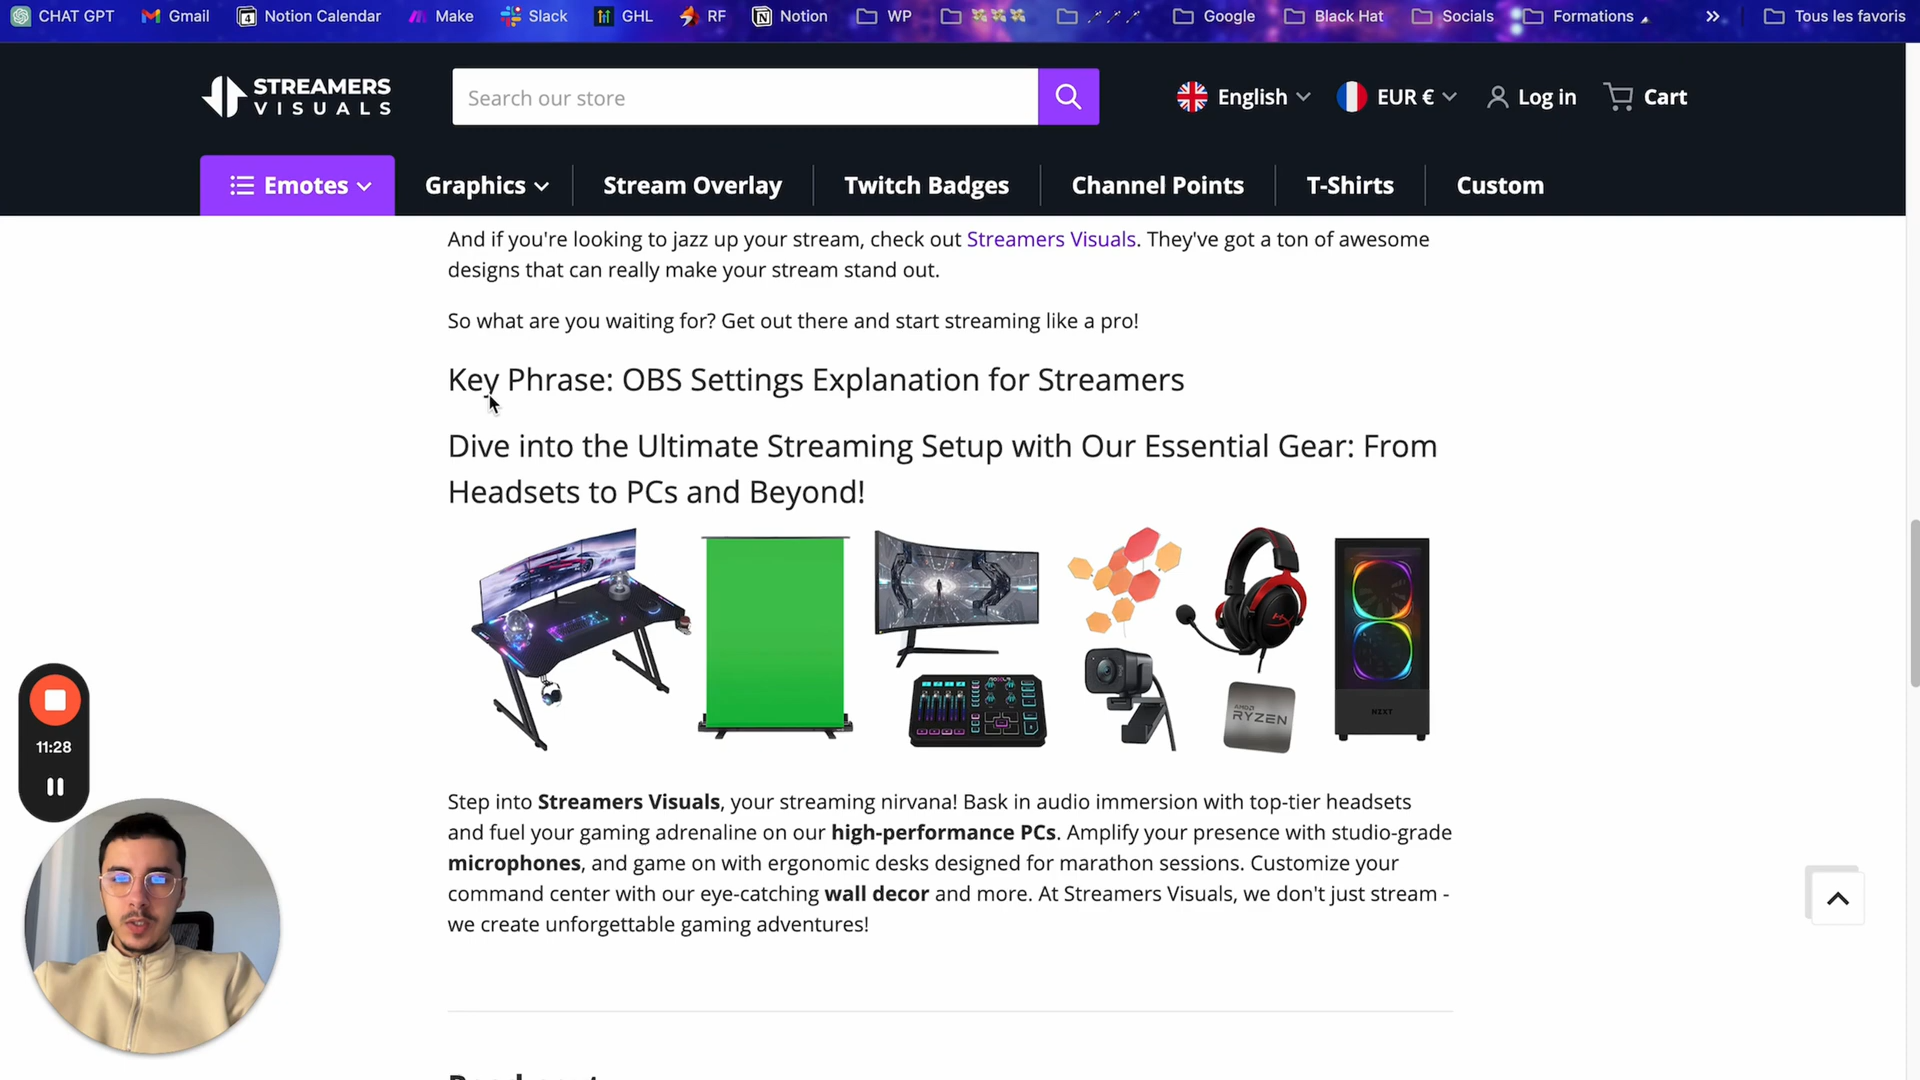 CHAT GPT Gmail 4 Notion Calendar Make Slack GHL RF Notion WP Google Black Hat Socials Formations Tous les favoris
STREAMERS
VISUALS
Search our store
English EUR € Log in Cart
Emotes Graphics Stream Overlay Twitch Badges Channel Points T-Shirts Custom
And if you're looking to jazz up your stream, check out Streamers Visuals. They've got a ton of awesome
designs that can really make your stream stand out.
So what are you waiting for? Get out there and start streaming like a pro!
Key Phrase: OBS Settings Explanation for Streamers
Dive into the Ultimate Streaming Setup with Our Essential Gear: From
Headsets to PCs and Beyond!
AMD
RYZEN
NZXT
11:28
Step into Streamers Visuals, your streaming nirvana! Bask in audio immersion with top-tier headsets
and fuel your gaming adrenaline on our high-performance PCs. Amplify your presence with studio-grade
microphones, and game on with ergonomic desks designed for marathon sessions. Customize your
command center with our eye-catching wall decor and more. At Streamers Visuals, we don't just stream -
we create unforgettable gaming adventures!